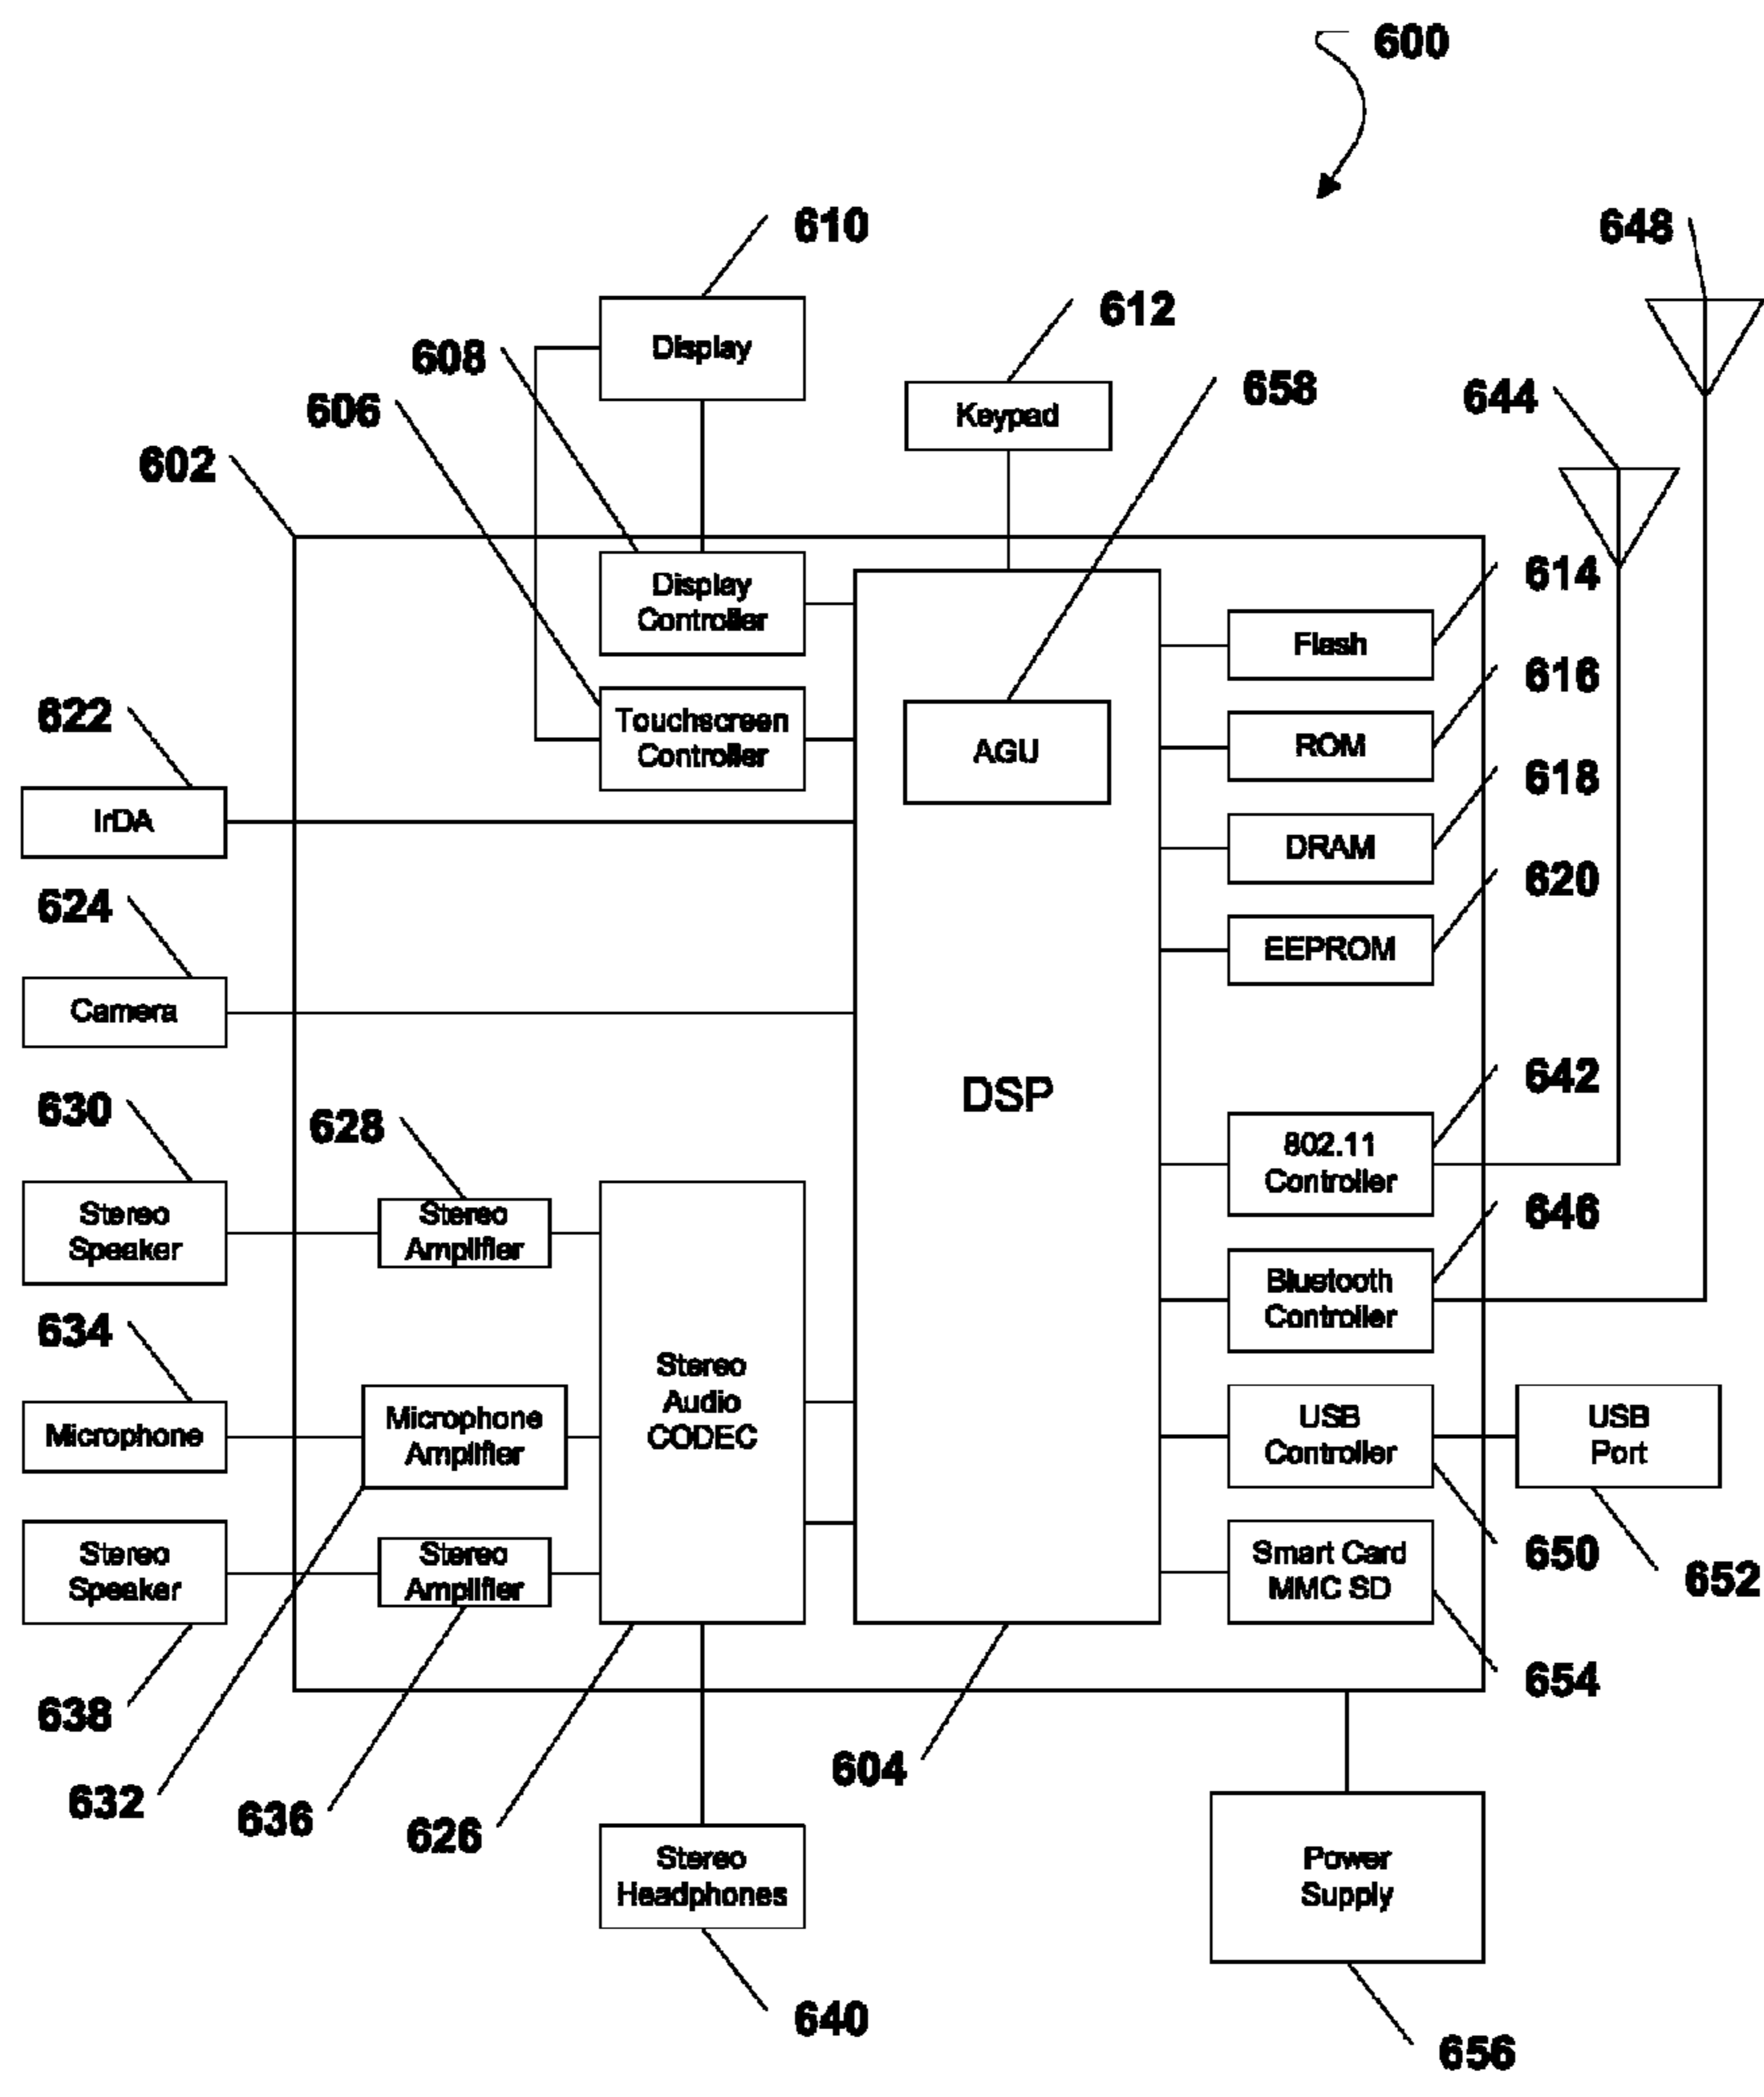 600
648
610
612
Display
608
658
644
606
Keypad
602
614
Display
Controller
Flash
616
622
Touchscreen
Controller
AGU
ROM
618
IrDA
DRAM
620
624
EEPROM
Camera
642
DSP
630
628
802.11
Controller
646
Stereo
Speaker
Stereo
Amplifier
Bluetooth
Controller
634
Stereo
Audio
CODEC
Microphone
Microphone
Amplifier
USB
Controller
USB
Port
650
652
Stereo
Speaker
Stereo
Amplifier
Smart Card
MMC SD
654
638
604
632
636
626
Stereo
Headphones
Power
Supply
640
656